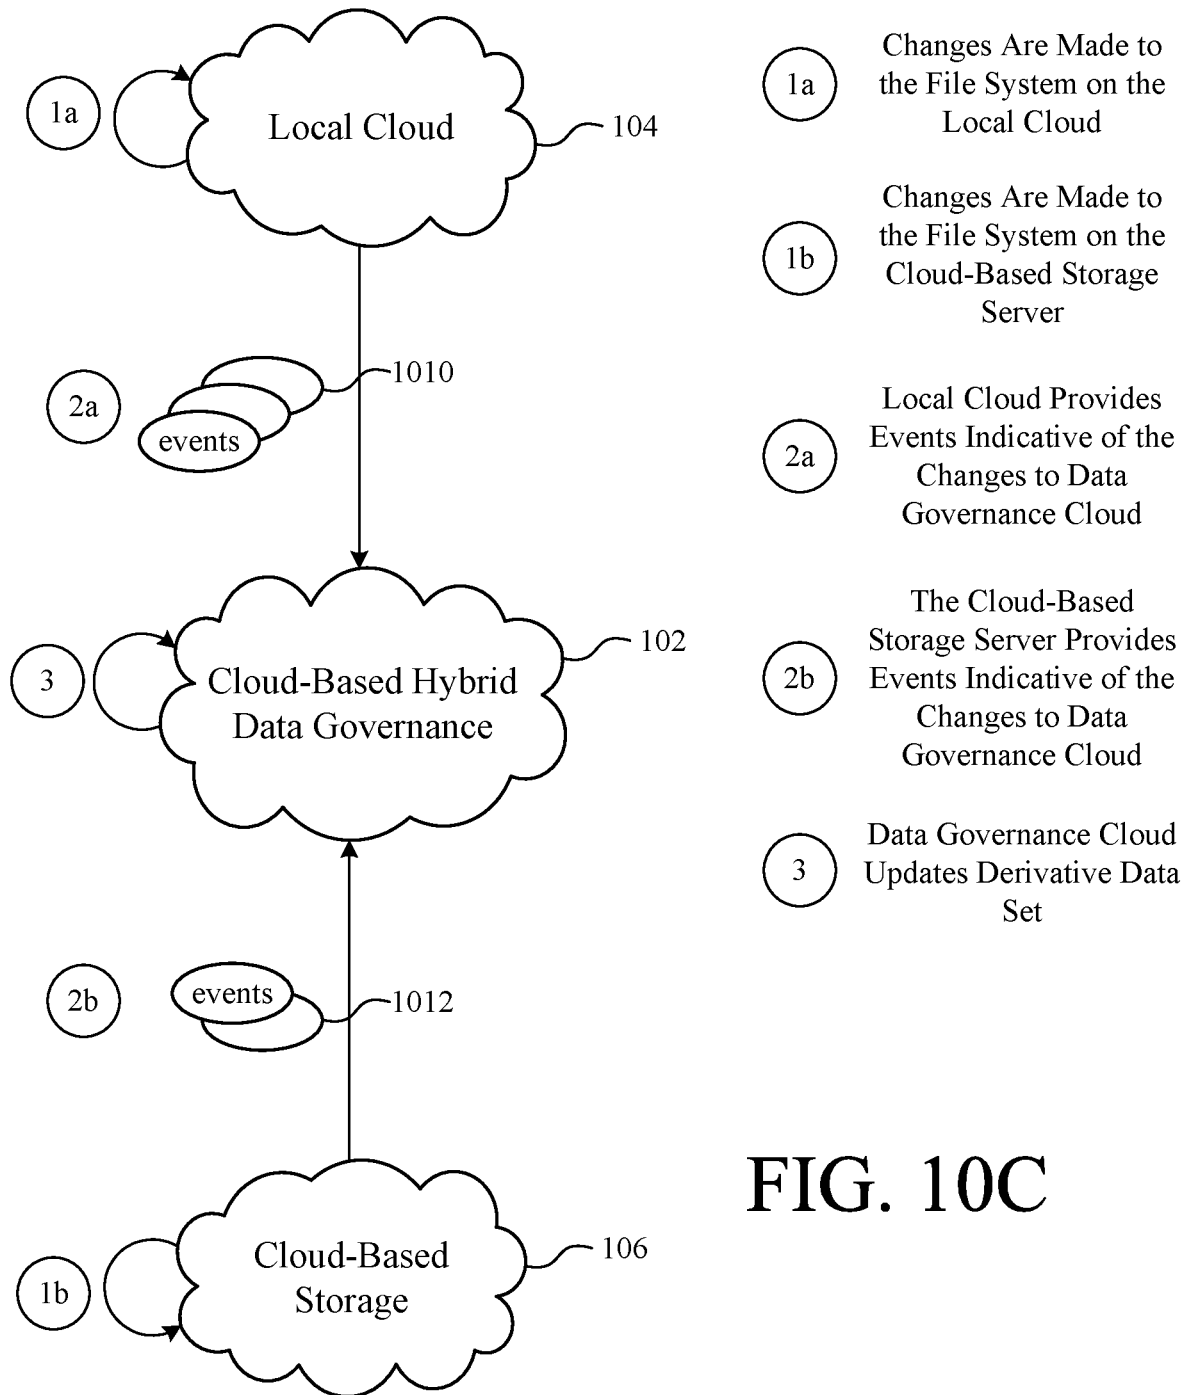 1a
Local Cloud
104
2a
events
1010
3
Cloud-Based Hybrid
Data Governance
102
2b
events
1012
1b
Cloud-Based
Storage
106
1a
Changes Are Made to
the File System on the
Local Cloud
1b
Changes Are Made to
the File System on the
Cloud-Based Storage
Server
2a
Local Cloud Provides
Events Indicative of the
Changes to Data
Governance Cloud
2b
The Cloud-Based
Storage Server Provides
Events Indicative of the
Changes to Data
Governance Cloud
3
Data Governance Cloud
Updates Derivative Data
Set
FIG. 10C